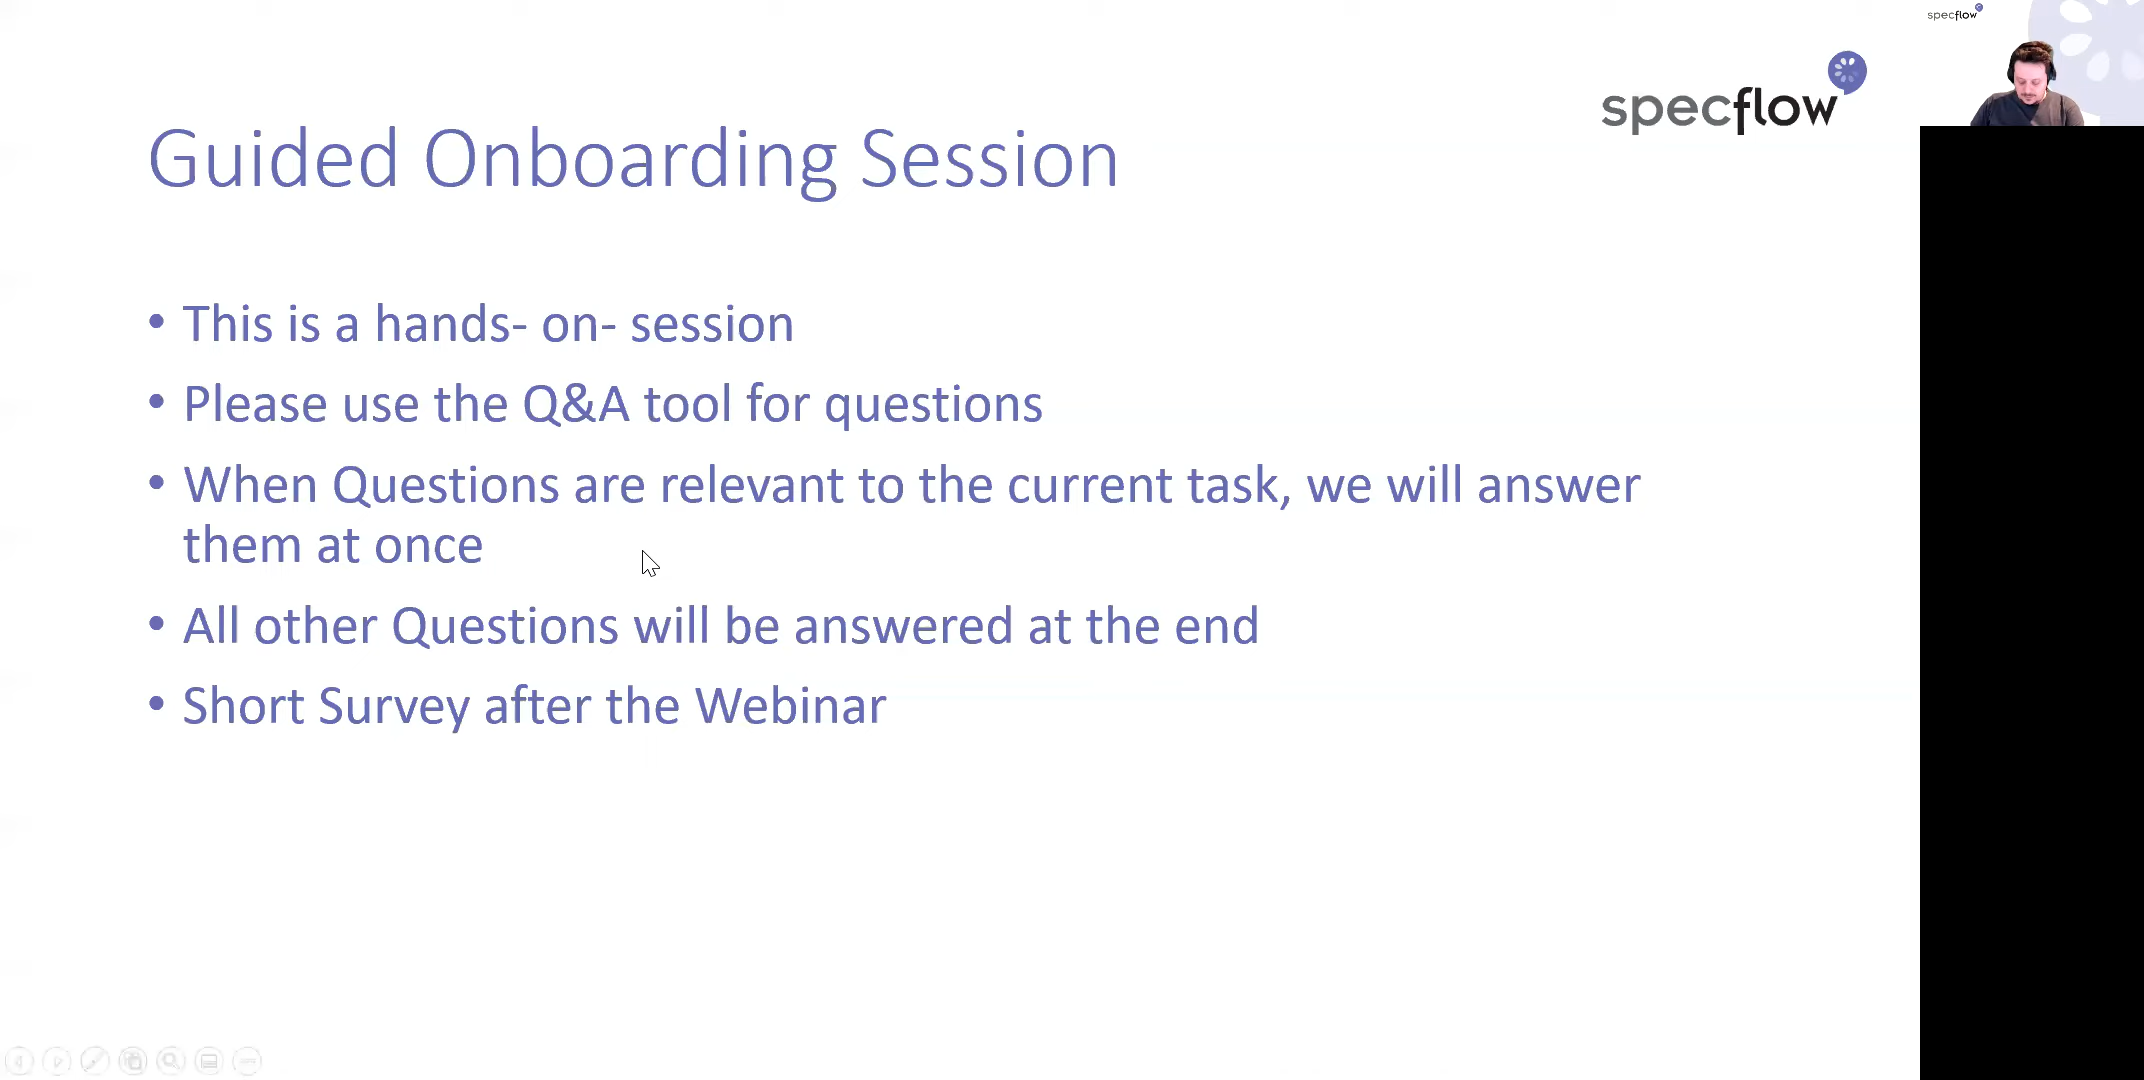 specflow
specflow
Guided Onboarding Session
• This is a hands- on- session
• Please use the Q&A tool for questions
• When Questions are relevant to the current task, we will answer
them at once
• All other Questions will be answered at the end
• Short Survey after the Webinar